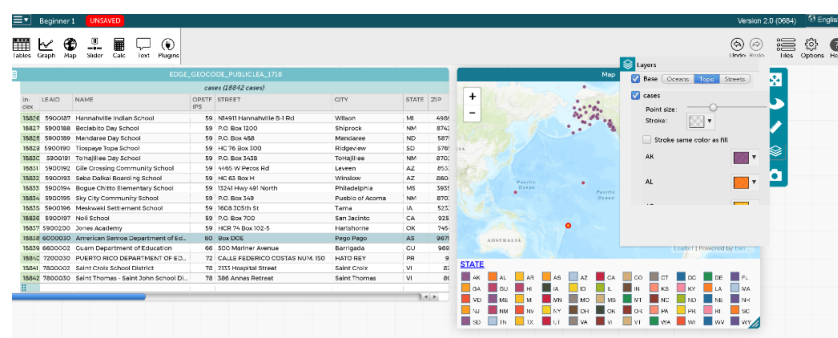 Beginner 1 UNSAVED Version 2.0 (0684) English
Tables Graph Map Slider Calc Text Plugins Undo Redo Tiles Options
EDGE_GEOCODE_PUBLICLEA_1718
cases (18842 cases)
in-dex LEAID NAME OPSTFIPS STREET CITY STATE ZIP
18826 5900187 Hannahville Indian School 59 N14911 Hannahville B-1 Rd Wilson MI
18827 5900188 Beclabito Day School 59 P.O. Box 1200 Shiprock NM
18828 5900189 Mandaree Day School 59 P.O. Box 488 Mandaree ND
18829 5900190 Tiospaye Topa School 59 HC 76 Box 300 Ridgeview SD
18830 5900191 Tohajiilee Day School 59 P.O. Box 3438 Tohajiilee NM
18831 5900192 Gila Crossing Community School 59 4465 W Pecos Rd Laveen AZ
18832 5900193 Seba Dalkai Boarding School 59 HC 63 Box H Winslow AZ
18833 5900194 Bogue Chitto Elementary School 59 13241 Hwy 491 North Philadelphia MS
18834 5900195 Sky City Community School 59 P.O. Box 349 Pueblo of Acoma NM
18835 5900196 Meskwaki Settlement School 59 1608 305th St Tama IA
18836 5900197 Noli School 59 P.O. Box 700 San Jacinto CA
18837 5900200 Jones Academy 59 HCR 74 Box 102-5 Hartshorne OK
18838 6000030 American Samoa Department of Ed... 60 Box DOE Pago Pago AS
18839 6600002 Guam Department of Education 66 500 Mariner Avenue Barrigada GU
18840 7200030 PUERTO RICO DEPARTMENT OF ED... 72 CALLE FEDERICO COSTAS NUM. 150 HATO REY PR
18841 7800002 Saint Croix School District 78 2133 Hospital Street Saint Croix VI
18842 7800030 Saint Thomas - Saint John School Di... 78 386 Annas Retreat Saint Thomas VI
Map
+
−
Pacific Ocean
Pacific Ocean
AUSTRALIA
Leaflet | Powered by Esri
Layers
Base Oceans Topo Streets
cases
Point size:
Stroke:
Stroke same color as fill
AK
AL
STATE
AK AL AR AS AZ CA CO CT DC DE FL
GA GU HI IA ID IL IN KS KY LA MA
MD ME MI MN MO MS MT NC ND NE NH
NJ NM NV NY OH OK OR PA PR RI SC
SD TN TX UT VA VI VT WA WI WV WY